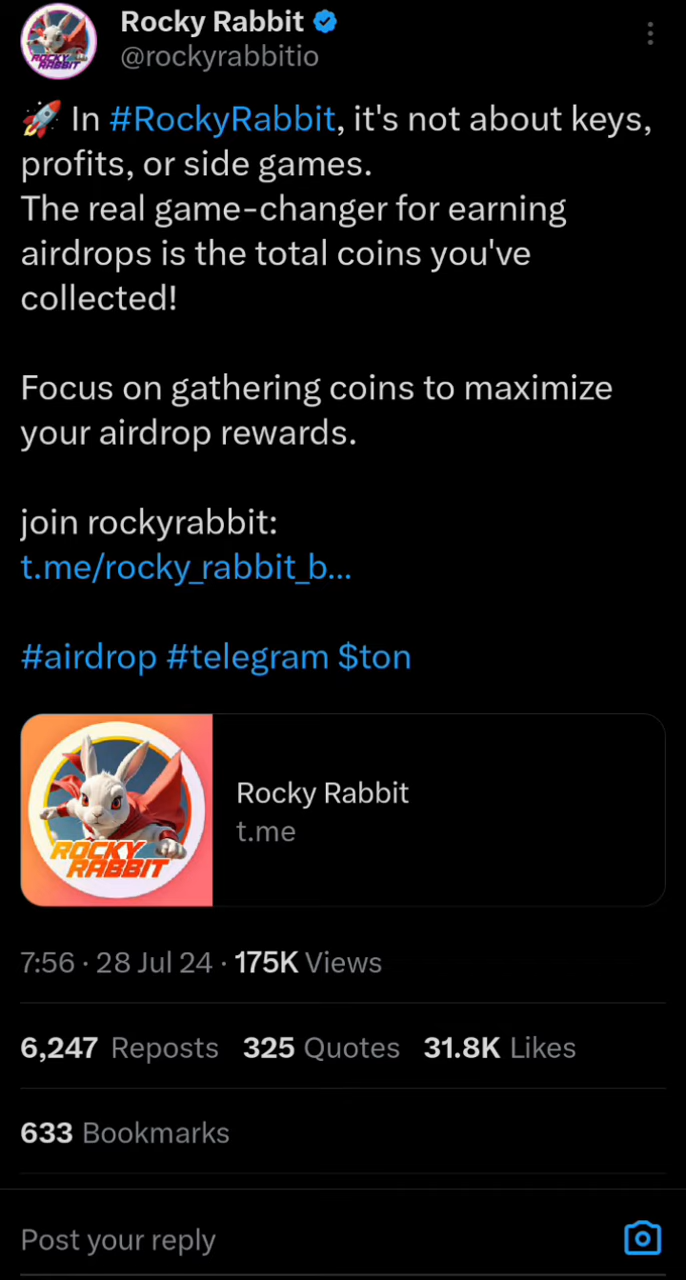 Rocky Rabbit
@rockyrabbitio
ROCKY
RABBIT
🚀 In #RockyRabbit, it's not about keys,
profits, or side games.
The real game-changer for earning
airdrops is the total coins you've
collected!
Focus on gathering coins to maximize
your airdrop rewards.
join rockyrabbit:
t.me/rocky_rabbit_b...
#airdrop #telegram $ton
ROCKY
RABBIT
Rocky Rabbit
t.me
7:56 · 28 Jul 24 · 175K Views
6,247 Reposts 325 Quotes 31.8K Likes
633 Bookmarks
Post your reply